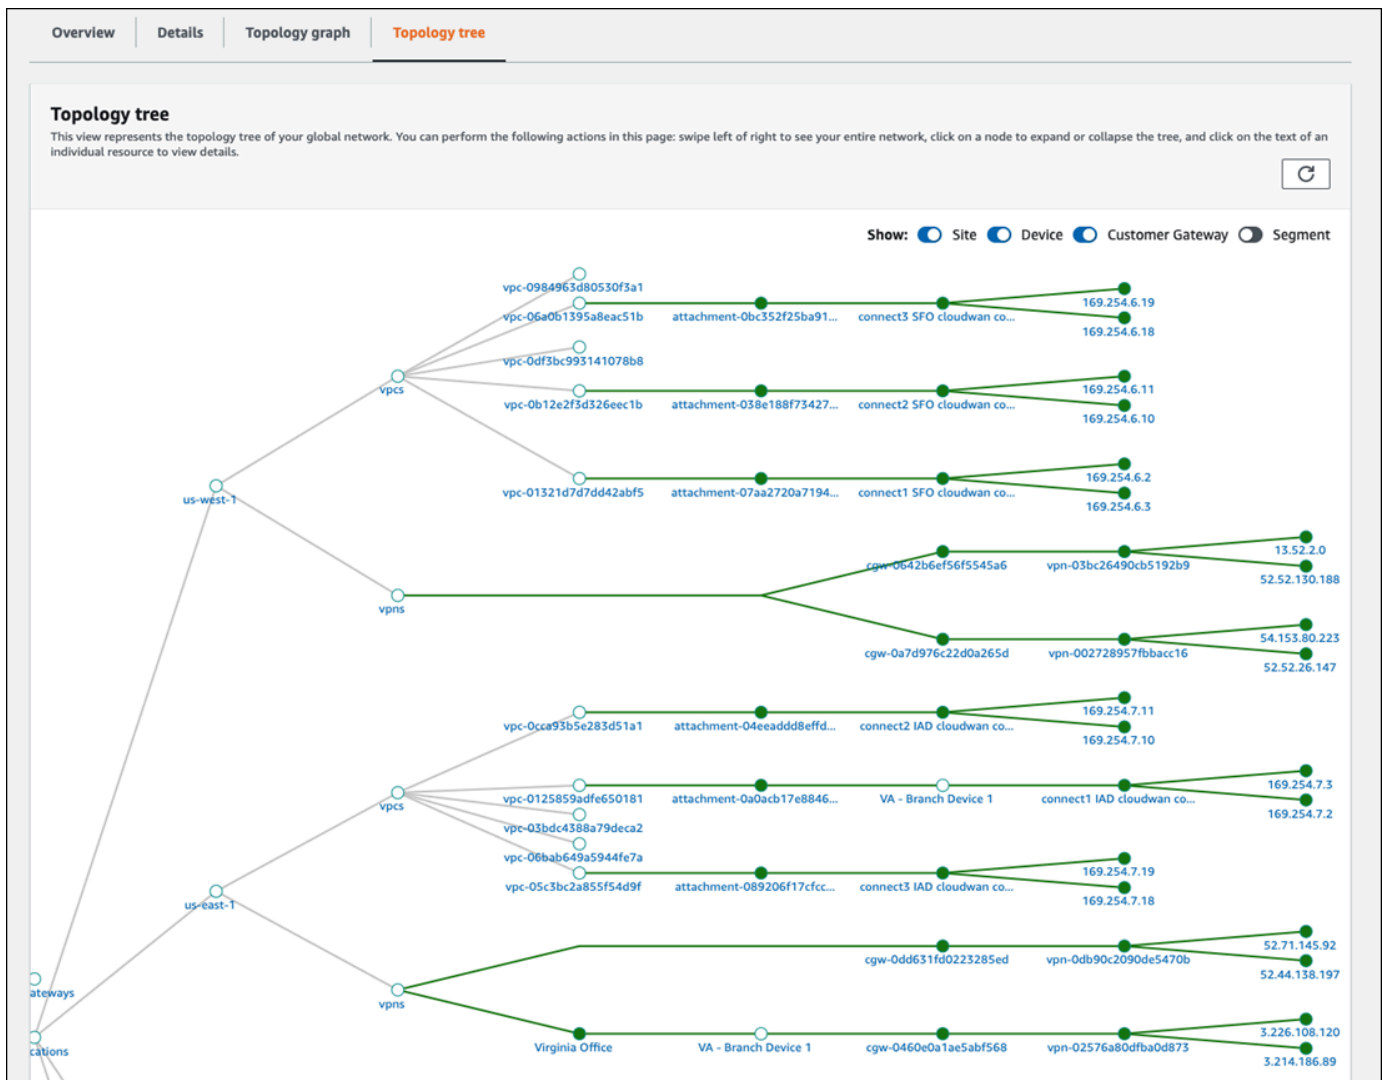 Overview
Details
Topology graph
Topology tree
Topology tree
This view represents the topology tree of your global network. You can perform the following actions in this page: swipe left of right to see your entire network, click on a node to expand or collapse the tree, and click on the text of an
individual resource to view details.
Show: Site Device Customer Gateway Segment
vpc-0984963d80530f3a1
169.254.6.19
vpc-06a0b1395a8eac51b
attachment-0bc352f25ba91...
connect3 SFO cloudwan co...
169.254.6.18
vpc-0df3bc993141078b8
vpcs
169.254.6.11
vpc-0b12e2f3d326eec1b
attachment-038e188f73427...
connect2 SFO cloudwan co...
169.254.6.10
169.254.6.2
us-west-1
vpc-01321d7d7dd42abf5
attachment-07aa2720a7194...
connect1 SFO cloudwan co...
169.254.6.3
13.52.2.0
cgw-0642b6ef56f5545a6
vpn-03bc26490cb5192b9
52.52.130.188
vpns
54.153.80.223
cgw-0a7d976c22d0a265d
vpn-002728957fbbacc16
52.52.26.147
169.254.7.11
vpc-0cca93b5e283d51a1
attachment-04eeaddd8effd...
connect2 IAD cloudwan co...
169.254.7.10
169.254.7.3
vpcs
vpc-0125859adfe650181
attachment-0a0acb17e8846...
VA - Branch Device 1
connect1 IAD cloudwan co...
169.254.7.2
vpc-03bdc4388a79deca2
vpc-06bab649a5944fe7a
169.254.7.19
vpc-05c3bc2a855f54d9f
attachment-089206f17cfcc...
connect3 IAD cloudwan co...
169.254.7.18
us-east-1
52.71.145.92
cgw-0dd631fd0223285ed
vpn-0db90c2090de5470b
52.44.138.197
ateways
vpns
3.226.108.120
cations
Virginia Office
VA - Branch Device 1
cgw-0460e0a1ae5abf568
vpn-02576a80dfba0d873
3.214.186.89